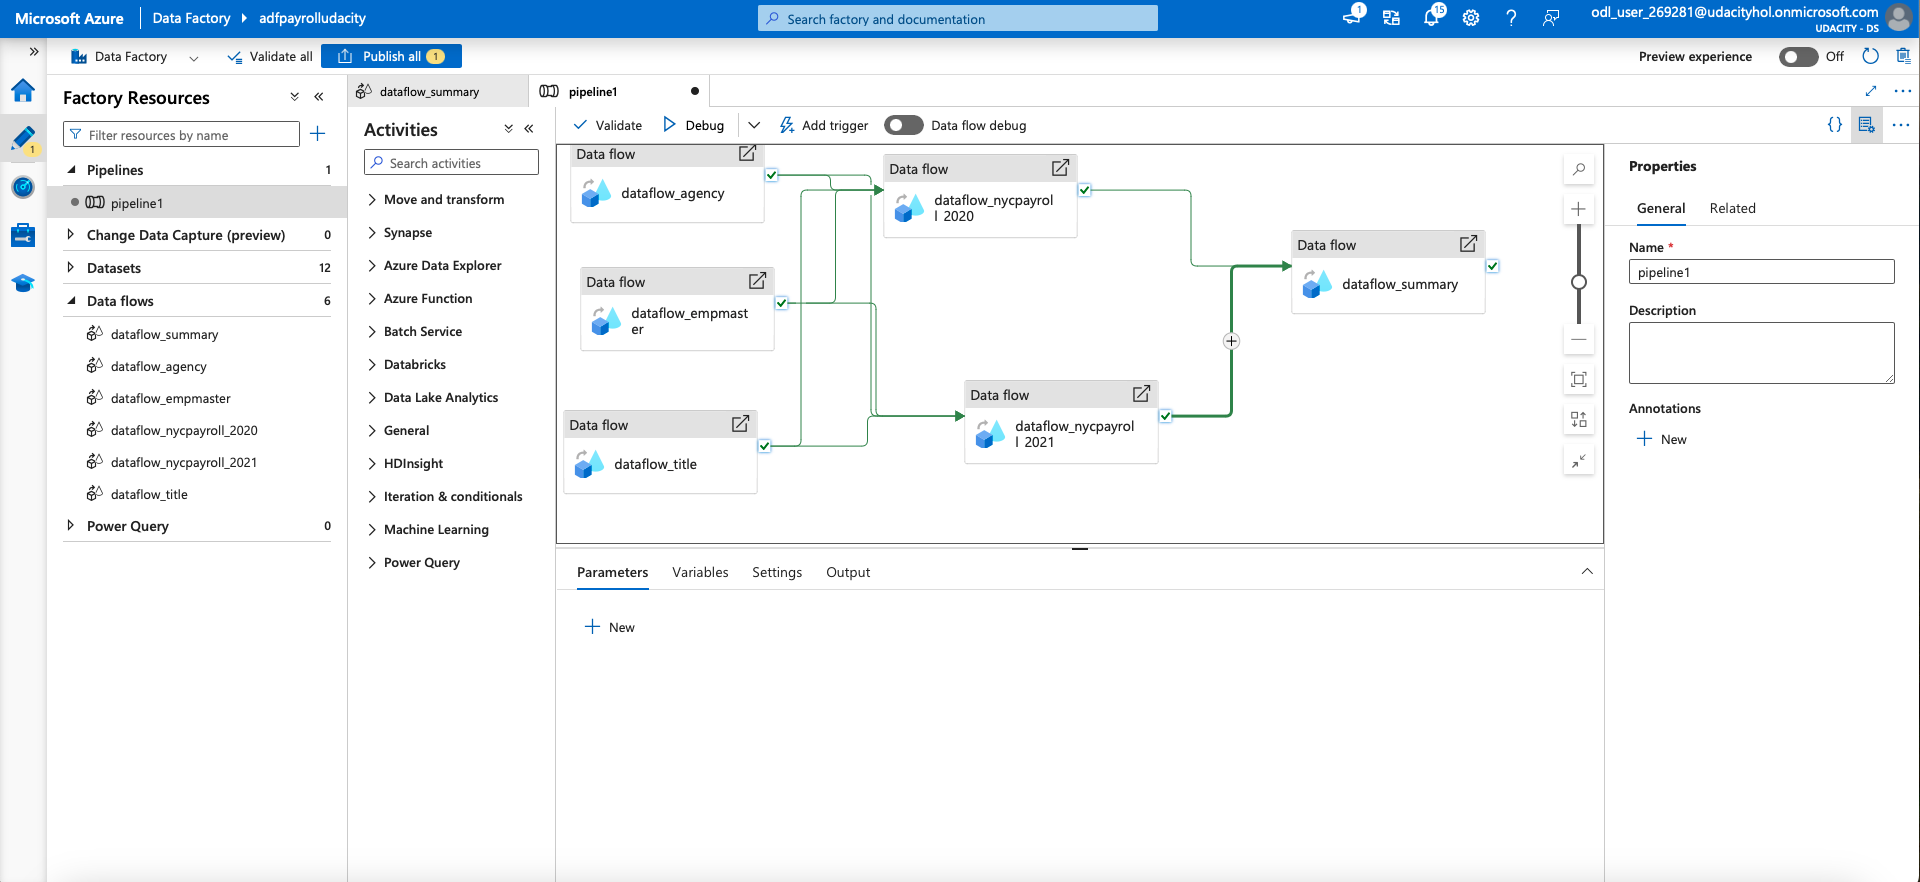 Microsoft Azure
Data Factory
adfpayrolludacity
Search factory and documentation
1
15
odl_user_269281@udacityhol.onmicrosoft.com
UDACITY - DS
Data Factory
Validate all
Publish all
1
Preview experience
Off
1
Factory Resources
Filter resources by name
Pipelines
1
pipeline1
Change Data Capture (preview)
0
Datasets
12
Data flows
6
dataflow_summary
dataflow_agency
dataflow_empmaster
dataflow_nycpayroll_2020
dataflow_nycpayroll_2021
dataflow_title
Power Query
0
dataflow_summary
pipeline1
Activities
Search activities
Move and transform
Synapse
Azure Data Explorer
Azure Function
Batch Service
Databricks
Data Lake Analytics
General
HDInsight
Iteration & conditionals
Machine Learning
Power Query
Validate
Debug
Add trigger
Data flow debug
Data flow
dataflow_agency
Data flow
dataflow_nycpayrol
l_2020
Data flow
dataflow_summary
Data flow
dataflow_empmast
er
Data flow
dataflow_nycpayrol
l_2021
Data flow
dataflow_title
Parameters
Variables
Settings
Output
New
Properties
General
Related
Name *
pipeline1
Description
Annotations
New